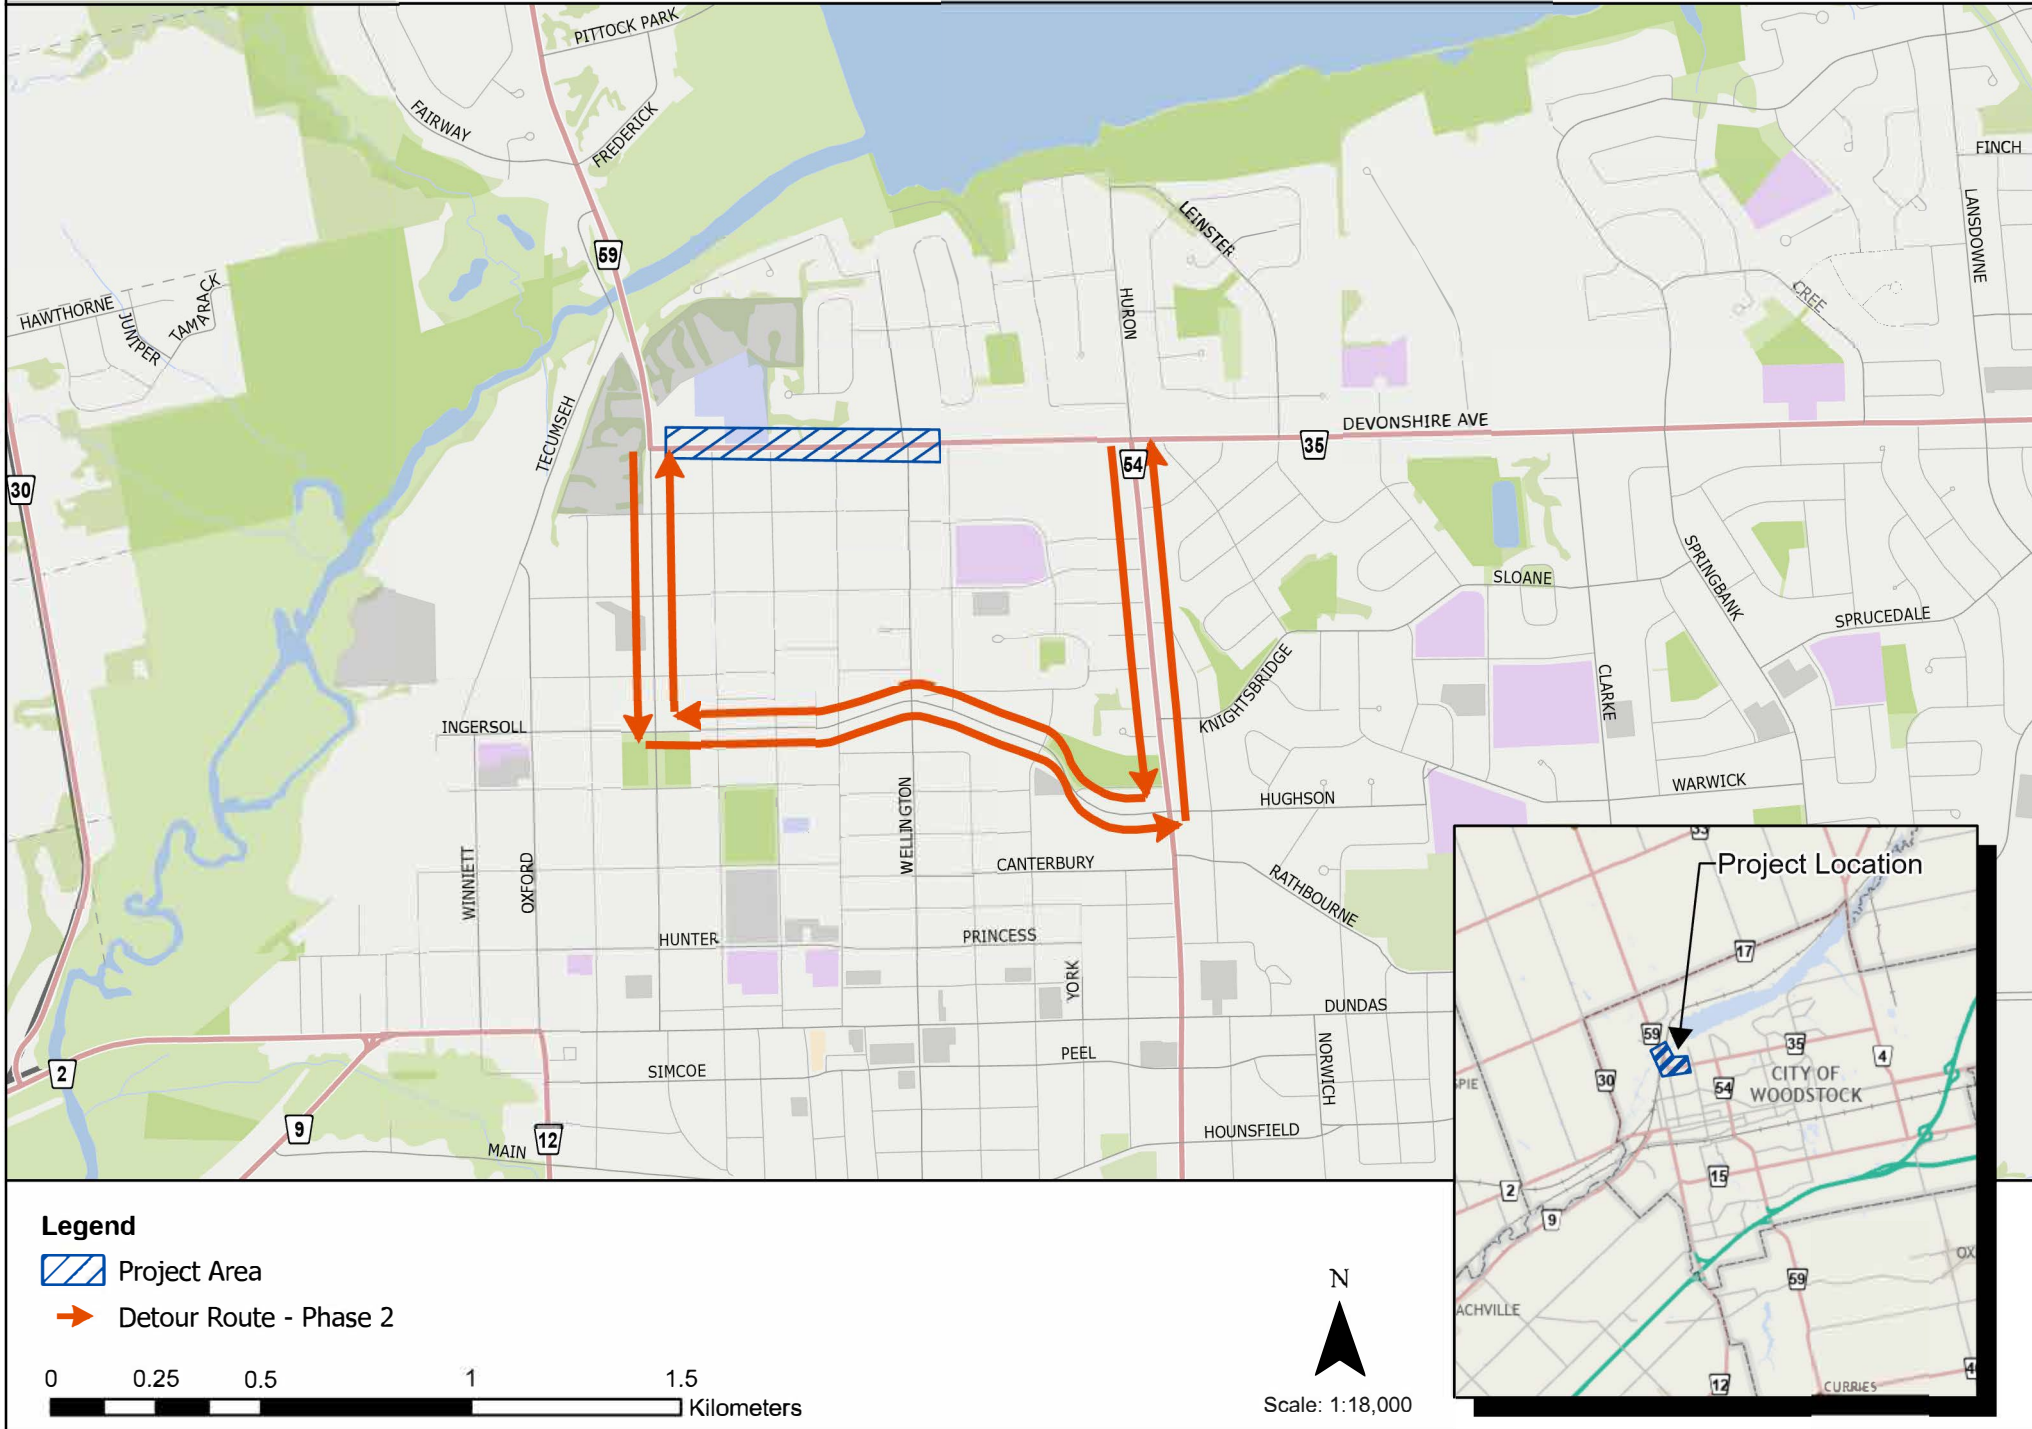 PITTOCK PARK
FAIRWAY
FREDERICK
FINCH
LEINSTER
LANSDOWNE
59
HAWTHORNE
JUNIPER
TAMARACK
HURON
CREE
TECUMSEH
DEVONSHIRE AVE
35
54
30
SLOANE
SPRINGBANK
SPRUCEDALE
KNIGHTSBRIDGE
CLARKE
INGERSOLL
WARWICK
HUGHSON
WELLINGTON
WINNIETT
OXFORD
CANTERBURY
RATHBOURNE
HUNTER
PRINCESS
YORK
DUNDAS
NORWICH
PEEL
SIMCOE
2
9
12
MAIN
HOUNSFIELD
33
Project Location
17
59
35
4
30
54
CITY OF
WOODSTOCK
PIE
15
2
9
59
OX
ACHVILLE
12
CURRIES
Legend
Project Area
Detour Route - Phase 2
0 0.25 0.5 1 1.5
Kilometers
N
Scale: 1:18,000